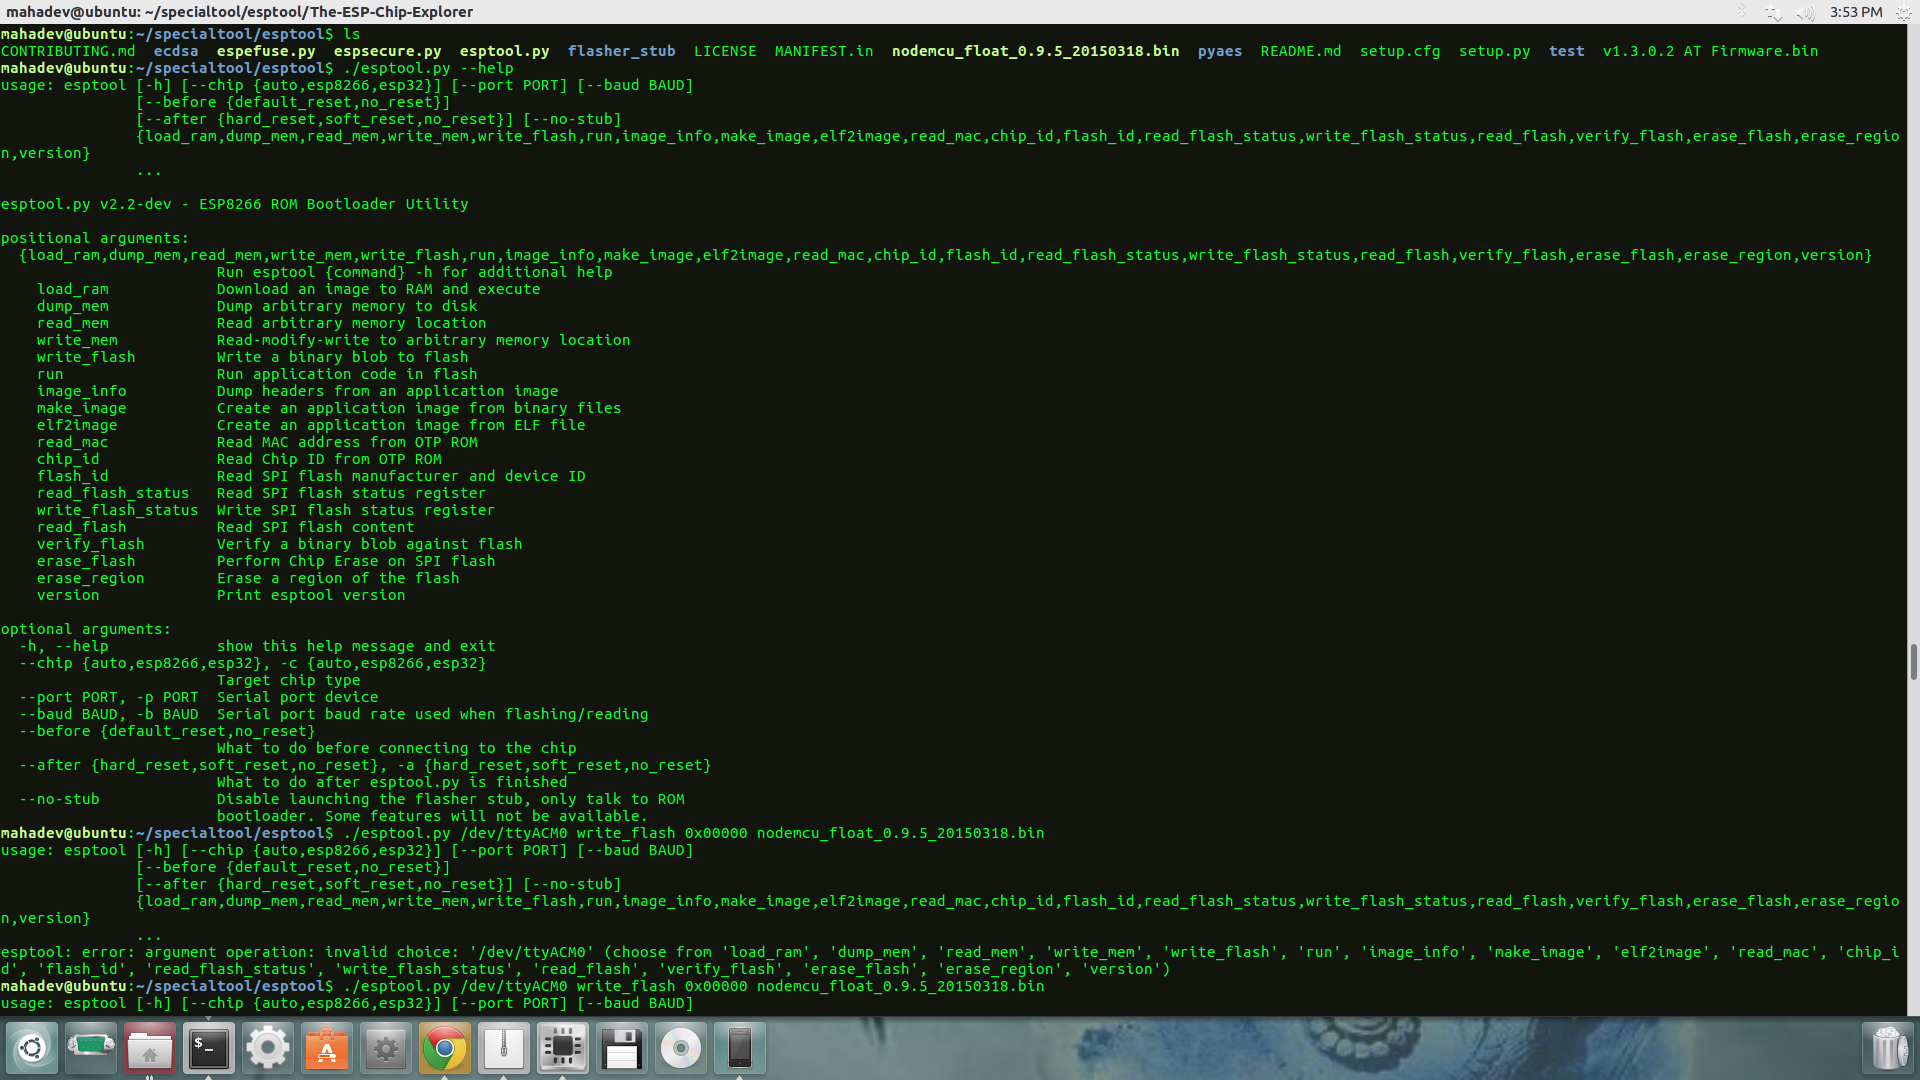 mahadev@ubuntu: ~/specialtool/esptool/The-ESP-Chip-Explorer
3:53 PM
mahadev@ubuntu:~/specialtool/esptool$ ls
CONTRIBUTING.md  ecdsa  espefuse.py  espsecure.py  esptool.py  flasher_stub  LICENSE  MANIFEST.in  nodemcu_float_0.9.5_20150318.bin  pyaes  README.md  setup.cfg  setup.py  test  v1.3.0.2 AT Firmware.bin
mahadev@ubuntu:~/specialtool/esptool$ ./esptool.py --help
usage: esptool [-h] [--chip {auto,esp8266,esp32}] [--port PORT] [--baud BAUD]
               [--before {default_reset,no_reset}]
               [--after {hard_reset,soft_reset,no_reset}] [--no-stub]
               {load_ram,dump_mem,read_mem,write_mem,write_flash,run,image_info,make_image,elf2image,read_mac,chip_id,flash_id,read_flash_status,write_flash_status,read_flash,verify_flash,erase_flash,erase_regio
n,version}
               ...
esptool.py v2.2-dev - ESP8266 ROM Bootloader Utility
positional arguments:
  {load_ram,dump_mem,read_mem,write_mem,write_flash,run,image_info,make_image,elf2image,read_mac,chip_id,flash_id,read_flash_status,write_flash_status,read_flash,verify_flash,erase_flash,erase_region,version}
                        Run esptool {command} -h for additional help
    load_ram            Download an image to RAM and execute
    dump_mem            Dump arbitrary memory to disk
    read_mem            Read arbitrary memory location
    write_mem           Read-modify-write to arbitrary memory location
    write_flash         Write a binary blob to flash
    run                 Run application code in flash
    image_info          Dump headers from an application image
    make_image          Create an application image from binary files
    elf2image           Create an application image from ELF file
    read_mac            Read MAC address from OTP ROM
    chip_id             Read Chip ID from OTP ROM
    flash_id            Read SPI flash manufacturer and device ID
    read_flash_status   Read SPI flash status register
    write_flash_status  Write SPI flash status register
    read_flash          Read SPI flash content
    verify_flash        Verify a binary blob against flash
    erase_flash         Perform Chip Erase on SPI flash
    erase_region        Erase a region of the flash
    version             Print esptool version
optional arguments:
  -h, --help            show this help message and exit
  --chip {auto,esp8266,esp32}, -c {auto,esp8266,esp32}
                        Target chip type
  --port PORT, -p PORT  Serial port device
  --baud BAUD, -b BAUD  Serial port baud rate used when flashing/reading
  --before {default_reset,no_reset}
                        What to do before connecting to the chip
  --after {hard_reset,soft_reset,no_reset}, -a {hard_reset,soft_reset,no_reset}
                        What to do after esptool.py is finished
  --no-stub             Disable launching the flasher stub, only talk to ROM
                        bootloader. Some features will not be available.
mahadev@ubuntu:~/specialtool/esptool$ ./esptool.py /dev/ttyACM0 write_flash 0x00000 nodemcu_float_0.9.5_20150318.bin
usage: esptool [-h] [--chip {auto,esp8266,esp32}] [--port PORT] [--baud BAUD]
               [--before {default_reset,no_reset}]
               [--after {hard_reset,soft_reset,no_reset}] [--no-stub]
               {load_ram,dump_mem,read_mem,write_mem,write_flash,run,image_info,make_image,elf2image,read_mac,chip_id,flash_id,read_flash_status,write_flash_status,read_flash,verify_flash,erase_flash,erase_regio
n,version}
               ...
esptool: error: argument operation: invalid choice: '/dev/ttyACM0' (choose from 'load_ram', 'dump_mem', 'read_mem', 'write_mem', 'write_flash', 'run', 'image_info', 'make_image', 'elf2image', 'read_mac', 'chip_i
d', 'flash_id', 'read_flash_status', 'write_flash_status', 'read_flash', 'verify_flash', 'erase_flash', 'erase_region', 'version')
mahadev@ubuntu:~/specialtool/esptool$ ./esptool.py /dev/ttyACM0 write_flash 0x00000 nodemcu_float_0.9.5_20150318.bin
usage: esptool [-h] [--chip {auto,esp8266,esp32}] [--port PORT] [--baud BAUD]